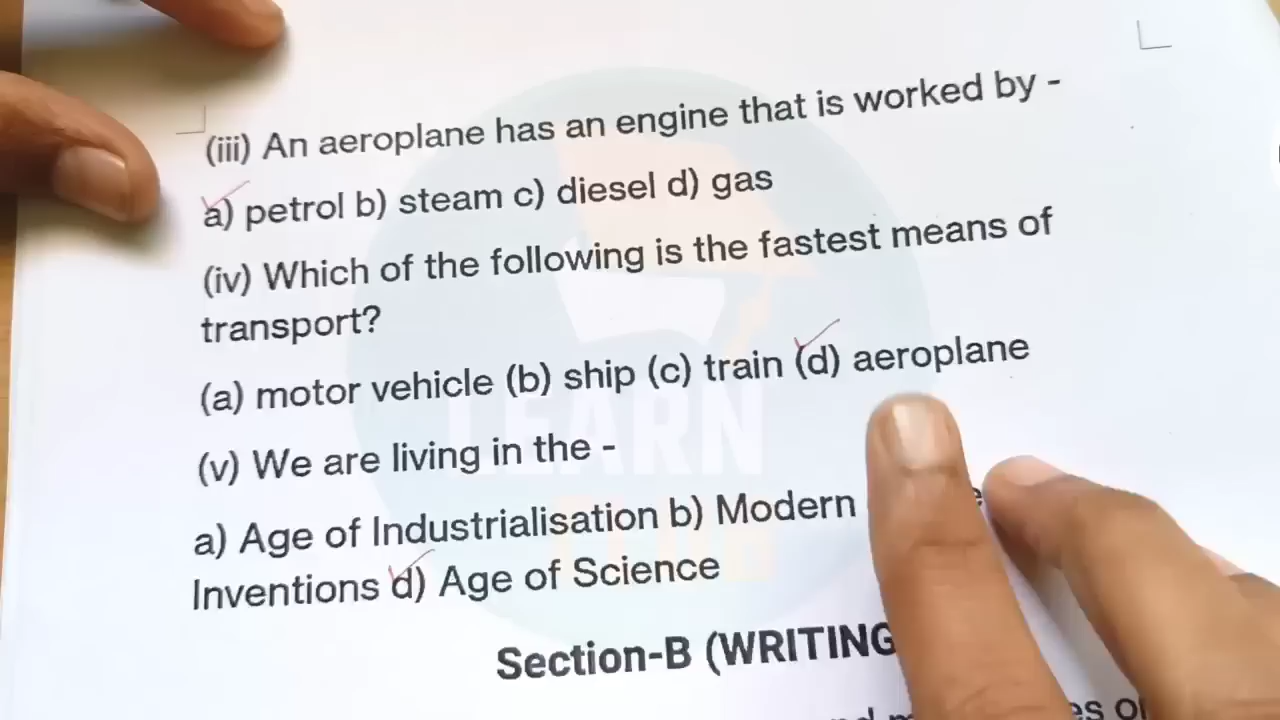 (iii) An aeroplane has an engine that is worked by -
a) petrol b) steam c) diesel d) gas
(iv) Which of the following is the fastest means of
transport?
(a) motor vehicle (b) ship (c) train (d) aeroplane
(v) We are living in the -
a) Age of Industrialisation b) Modern
Inventions d) Age of Science
LEARN
Section-B (WRITING